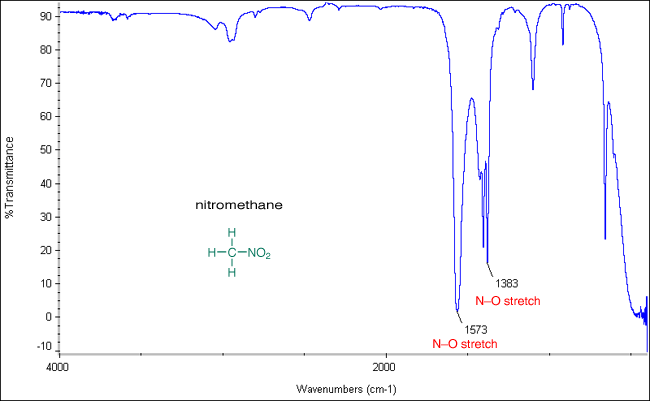 90
80
70
60
50
40
30
20
10
0
-10
%Transmittance
nitromethane
H
H C NO2
H
1383
N–O stretch
1573
N–O stretch
4000 2000
Wavenumbers (cm-1)